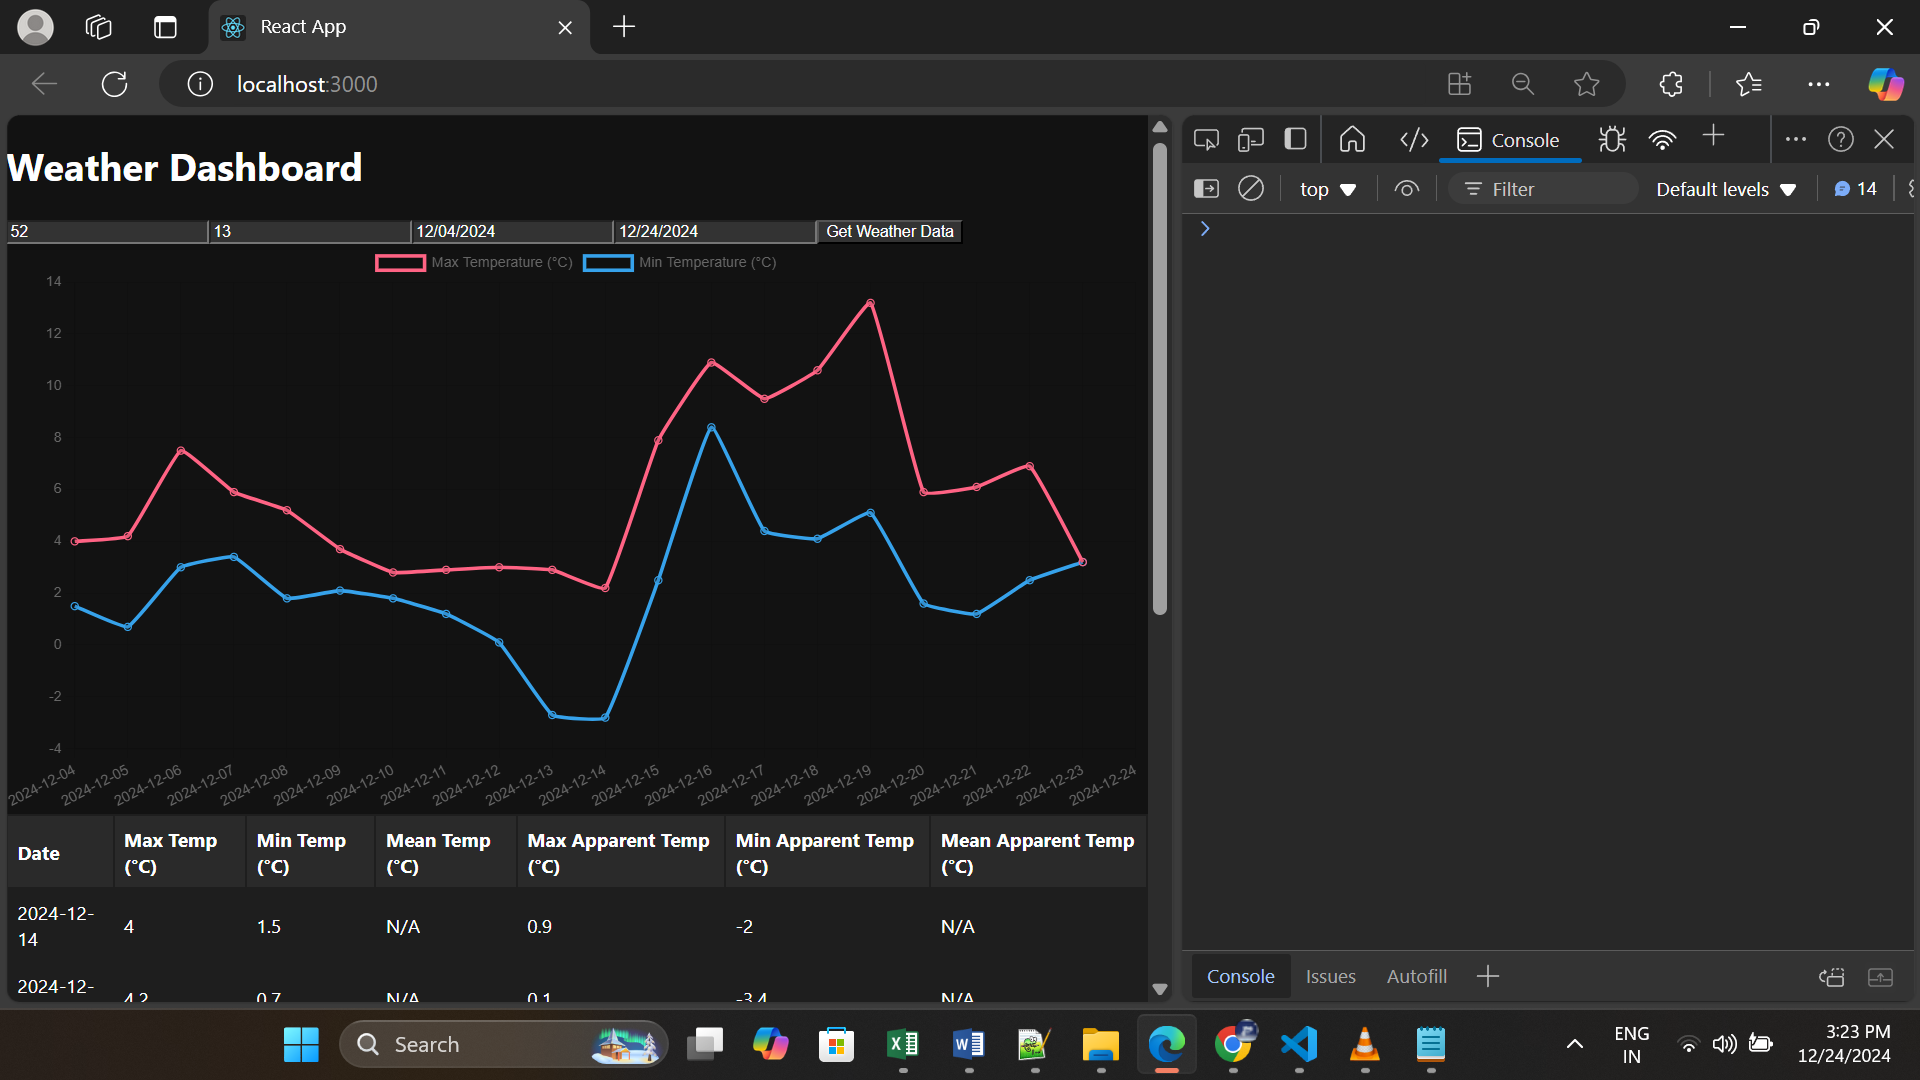 React App
localhost:3000
Weather Dashboard
52 13 12/04/2024 12/24/2024 Get Weather Data
Max Temperature (°C) Min Temperature (°C)
14
12
10
8
6
4
2
0
-2
-4
2024-12-04 2024-12-05 2024-12-06 2024-12-07 2024-12-08 2024-12-09 2024-12-10 2024-12-11 2024-12-12 2024-12-13 2024-12-14 2024-12-15 2024-12-16 2024-12-17 2024-12-18 2024-12-19 2024-12-20 2024-12-21 2024-12-22 2024-12-23 2024-12-24
Date Max Temp (°C) Min Temp (°C) Mean Temp (°C) Max Apparent Temp (°C) Min Apparent Temp (°C) Mean Apparent Temp (°C)
2024-12-14 4 1.5 N/A 0.9 -2 N/A
2024-12- 4.2 0.7 N/A 0.1 -3.4 N/A
Console
top Filter Default levels 14
Console Issues Autofill
Search
ENG
IN
3:23 PM
12/24/2024